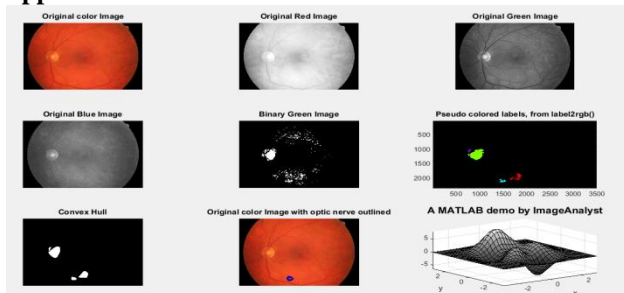 Original color Image
Original Red Image
Original Green Image
Original Blue Image
Binary Green Image
Pseudo colored labels, from label2rgb()
500
1000
1500
2000
500 1000 1500 2000 2500 3000 3500
Convex Hull
Original color Image with optic nerve outlined
A MATLAB demo by ImageAnalyst
5
0
-5
2
0
-2
y
-2
0
2